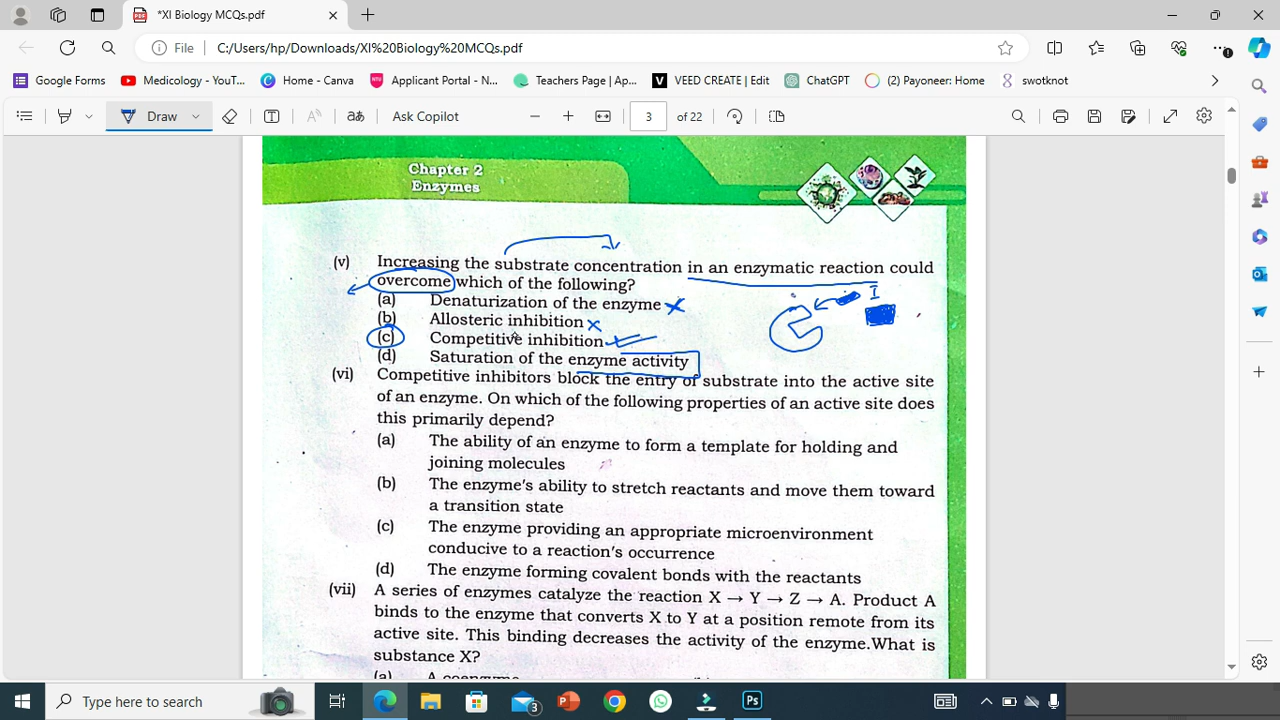 *XI Biology MCQs.pdf
File C:/Users/hp/Downloads/XI%20Biology%20MCQs.pdf
Google Forms Medicology - YouT... Home - Canva Applicant Portal - N... Teachers Page | Ap... VEED CREATE | Edit ChatGPT (2) Payoneer: Home swotknot
Draw Ask Copilot 3 of 22
Chapter 2
Enzymes
(v) Increasing the substrate concentration in an enzymatic reaction could
overcome which of the following?
(a) Denaturization of the enzyme
(b) Allosteric inhibition
(c) Competitive inhibition
(d) Saturation of the enzyme activity
I
(vi) Competitive inhibitors block the entry of substrate into the active site
of an enzyme. On which of the following properties of an active site does
this primarily depend?
(a) The ability of an enzyme to form a template for holding and
joining molecules
(b) The enzyme's ability to stretch reactants and move them toward
a transition state
(c) The enzyme providing an appropriate microenvironment
conducive to a reaction's occurrence
(d) The enzyme forming covalent bonds with the reactants
(vii) A series of enzymes catalyze the reaction X → Y → Z → A. Product A
binds to the enzyme that converts X to Y at a position remote from its
active site. This binding decreases the activity of the enzyme.What is
substance X?
(a) A coenzyme
Type here to search